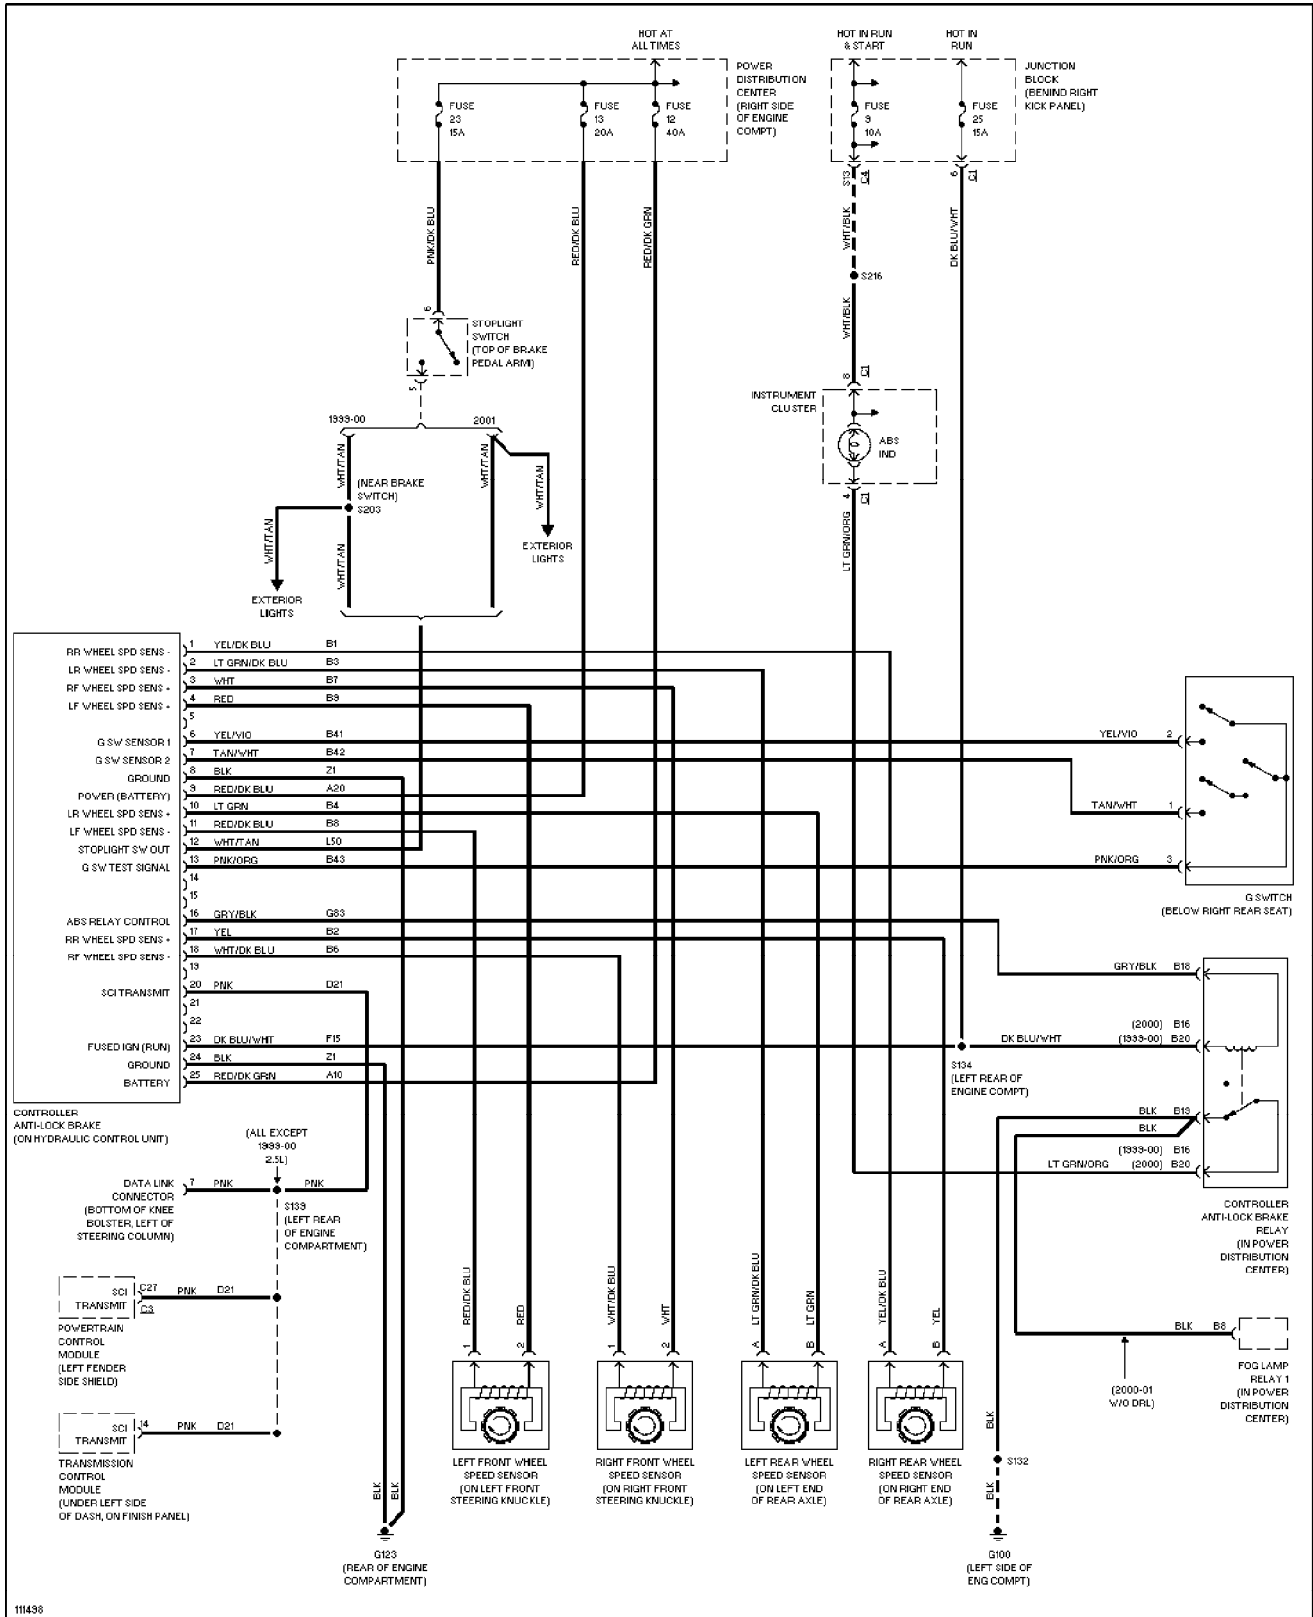 HOT AT
ALL TIMES
HOT IN RUN
& START
HOT IN
RUN
POWER
DISTRIBUTION
CENTER
(RIGHT SIDE
OF ENGINE
COMPT)
JUNCTION
BLOCK
(BEHIND RIGHT
KICK PANEL)
FUSE
23
15A
FUSE
13
20A
FUSE
12
40A
FUSE
9
10A
FUSE
25
15A
S13
C4
6
C1
PNK/DK BLU
RED/DK BLU
RED/DK GRN
WHT/BLK
DK BLU/WHT
S216
WHT/BLK
6
STOPLIGHT
SWITCH
(TOP OF BRAKE
PEDAL ARM)
5
8
C1
INSTRUMENT
CLUSTER
ABS
IND
4
C1
LT GRN/ORG
1999-00
2001
WHT/TAN
WHT/TAN
WHT/TAN
(NEAR BRAKE
SWITCH)
S203
WHT/TAN
WHT/TAN
EXTERIOR
LIGHTS
EXTERIOR
LIGHTS
RR WHEEL SPD SENS - 1 YEL/DK BLU B1
LR WHEEL SPD SENS - 2 LT GRN/DK BLU B3
RF WHEEL SPD SENS + 3 WHT B7
LF WHEEL SPD SENS + 4 RED B9
5
G SW SENSOR 1 6 YEL/VIO B41
G SW SENSOR 2 7 TAN/WHT B42
GROUND 8 BLK Z1
POWER (BATTERY) 9 RED/DK BLU A20
LR WHEEL SPD SENS + 10 LT GRN B4
LF WHEEL SPD SENS - 11 RED/DK BLU B8
STOPLIGHT SW OUT 12 WHT/TAN L50
G SW TEST SIGNAL 13 PNK/ORG B43
14
15
ABS RELAY CONTROL 16 GRY/BLK G83
RR WHEEL SPD SENS + 17 YEL B2
RF WHEEL SPD SENS - 18 WHT/DK BLU B6
19
SCI TRANSMIT 20 PNK D21
21
22
FUSED IGN (RUN) 23 DK BLU/WHT F15
GROUND 24 BLK Z1
BATTERY 25 RED/DK GRN A10
CONTROLLER
ANTI-LOCK BRAKE
(ON HYDRAULIC CONTROL UNIT)
YEL/VIO 2
TAN/WHT 1
PNK/ORG 3
G SWITCH
(BELOW RIGHT REAR SEAT)
GRY/BLK B18
(2000) B16
DK BLU/WHT (1999-00) B20
S134
(LEFT REAR OF
ENGINE COMPT)
BLK B19
BLK
(1999-00) B16
LT GRN/ORG (2000) B20
CONTROLLER
ANTI-LOCK BRAKE
RELAY
(IN POWER
DISTRIBUTION
CENTER)
(ALL EXCEPT
1999-00
2.5L)
DATA LINK
CONNECTOR
(BOTTOM OF KNEE
BOLSTER, LEFT OF
STEERING COLUMN)
7 PNK
PNK
S139
(LEFT REAR
OF ENGINE
COMPARTMENT)
SCI
TRANSMIT
C27
C3
PNK D21
POWERTRAIN
CONTROL
MODULE
(LEFT FENDER
SIDE SHIELD)
SCI
TRANSMIT
14 PNK D21
TRANSMISSION
CONTROL
MODULE
(UNDER LEFT SIDE
OF DASH, ON FINISH PANEL)
RED/DK BLU
RED
WHT/DK BLU
WHT
LT GRN/DK BLU
LT GRN
YEL/DK BLU
YEL
1
2
1
2
A
B
A
B
LEFT FRONT WHEEL
SPEED SENSOR
(ON LEFT FRONT
STEERING KNUCKLE)
RIGHT FRONT WHEEL
SPEED SENSOR
(ON RIGHT FRONT
STEERING KNUCKLE)
LEFT REAR WHEEL
SPEED SENSOR
(ON LEFT END
OF REAR AXLE)
RIGHT REAR WHEEL
SPEED SENSOR
(ON RIGHT END
OF REAR AXLE)
BLK B8
FOG LAMP
RELAY 1
(IN POWER
DISTRIBUTION
CENTER)
(2000-01
W/O DRL)
BLK
S132
BLK
G100
(LEFT SIDE OF
ENG COMPT)
BLK
BLK
G123
(REAR OF ENGINE
COMPARTMENT)
111498